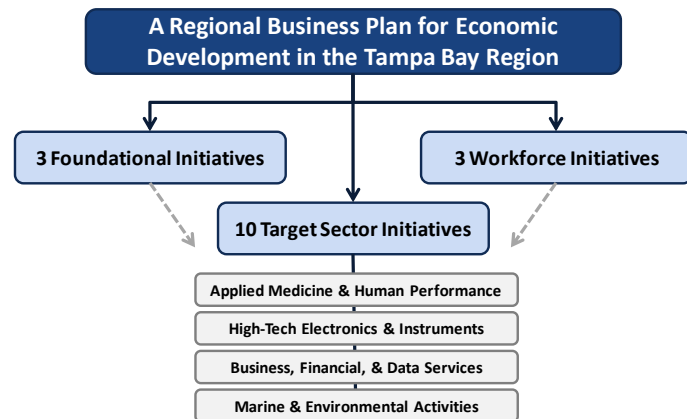 A Regional Business Plan for Economic
Development in the Tampa Bay Region
3 Foundational Initiatives
3 Workforce Initiatives
10 Target Sector Initiatives
Applied Medicine & Human Performance
High-Tech Electronics & Instruments
Business, Financial, & Data Services
Marine & Environmental Activities